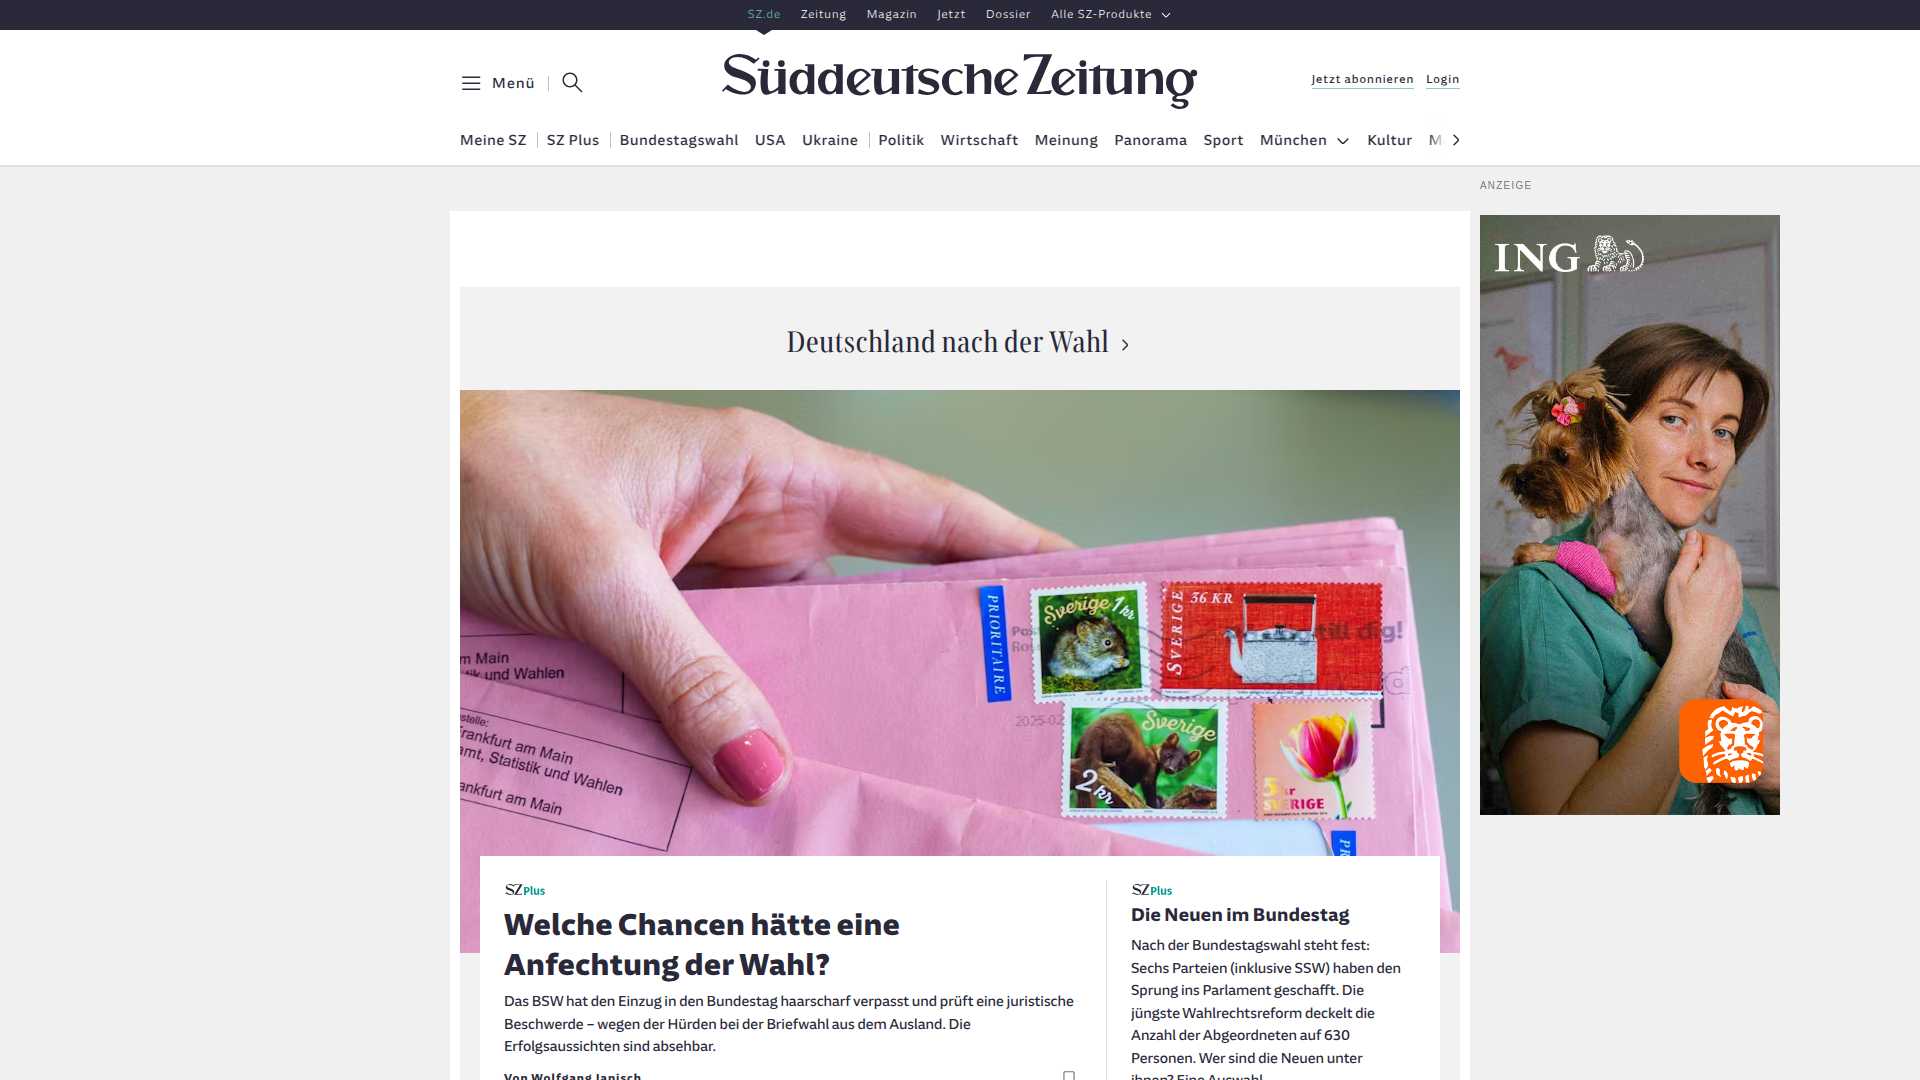 SZ.de Zeitung Magazin Jetzt Dossier Alle SZ-Produkte
Menü
Süddeutsche Zeitung
Jetzt abonnieren Login
Meine SZ SZ Plus Bundestagswahl USA Ukraine Politik Wirtschaft Meinung Panorama Sport München Kultur M
ANZEIGE
ING
Deutschland nach der Wahl
PRIORITAIRE
Sverige 1kr
SVERIGE 36 KR
till dig!
2025-02
Sverige
2kr
SVERIGE
m Main
und Wahlen
stelle:
rankfurt am Main
amt, Statistik und Wahlen
ankfurt am Main
PR
SZ Plus
Welche Chancen hätte eine
Anfechtung der Wahl?
Das BSW hat den Einzug in den Bundestag haarscharf verpasst und prüft eine juristische
Beschwerde – wegen der Hürden bei der Briefwahl aus dem Ausland. Die
Erfolgsaussichten sind absehbar.
Von Wolfgang Janisch
SZ Plus
Die Neuen im Bundestag
Nach der Bundestagswahl steht fest:
Sechs Parteien (inklusive SSW) haben den
Sprung ins Parlament geschafft. Die
jüngste Wahlrechtsreform deckelt die
Anzahl der Abgeordneten auf 630
Personen. Wer sind die Neuen unter
ihnen? Eine Auswahl.